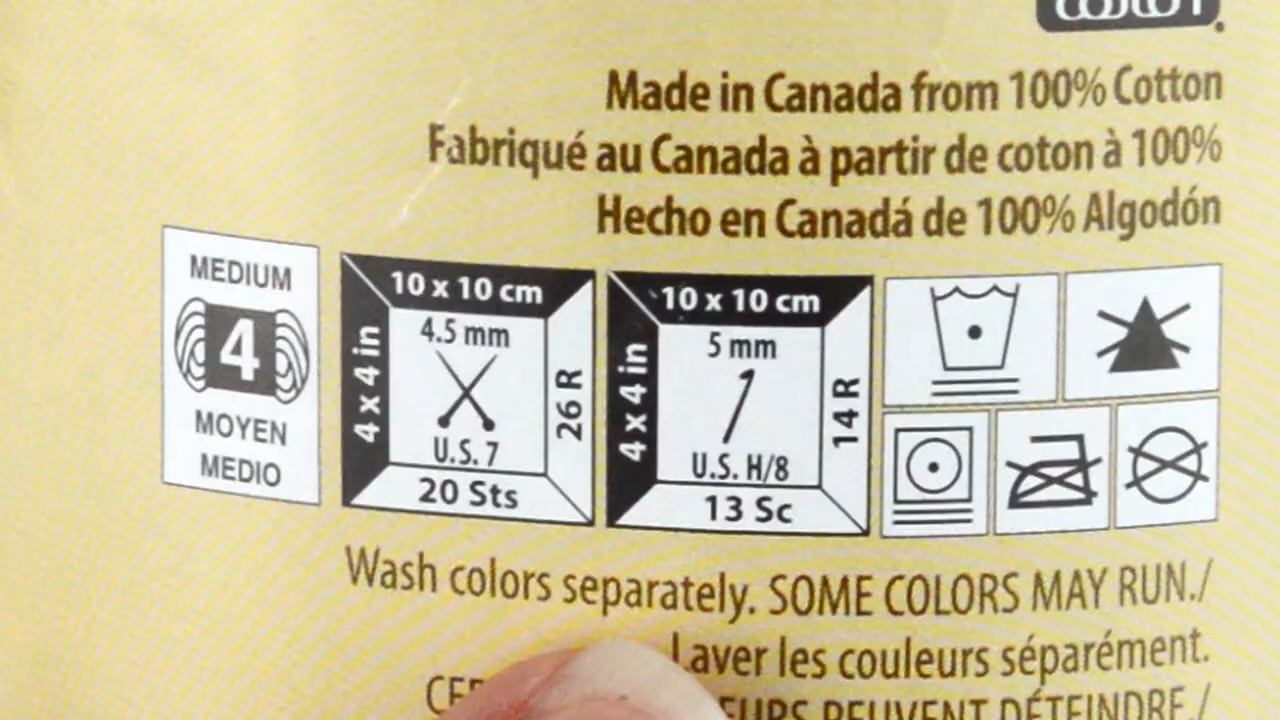 Made in Canada from 100% Cotton
Fabriqué au Canada à partir de coton à 100%
Hecho en Canadá de 100% Algodón
MEDIUM
4
MOYEN
MEDIO
10 x 10 cm
4 x 4 in
4.5 mm
U.S. 7
26 R
20 Sts
10 x 10 cm
4 x 4 in
5 mm
U.S. H/8
14 R
13 Sc
Wash colors separately. SOME COLORS MAY RUN./
Laver les couleurs séparément.
PEUVENT DÉTEINDRE /